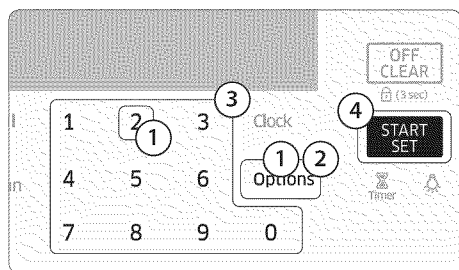 OFF
CLEAR
(3 sec)
3
4
1 2 3 Clock
1
START
SET
1 2
4 5 6 Options
Timer
7 8 9 0